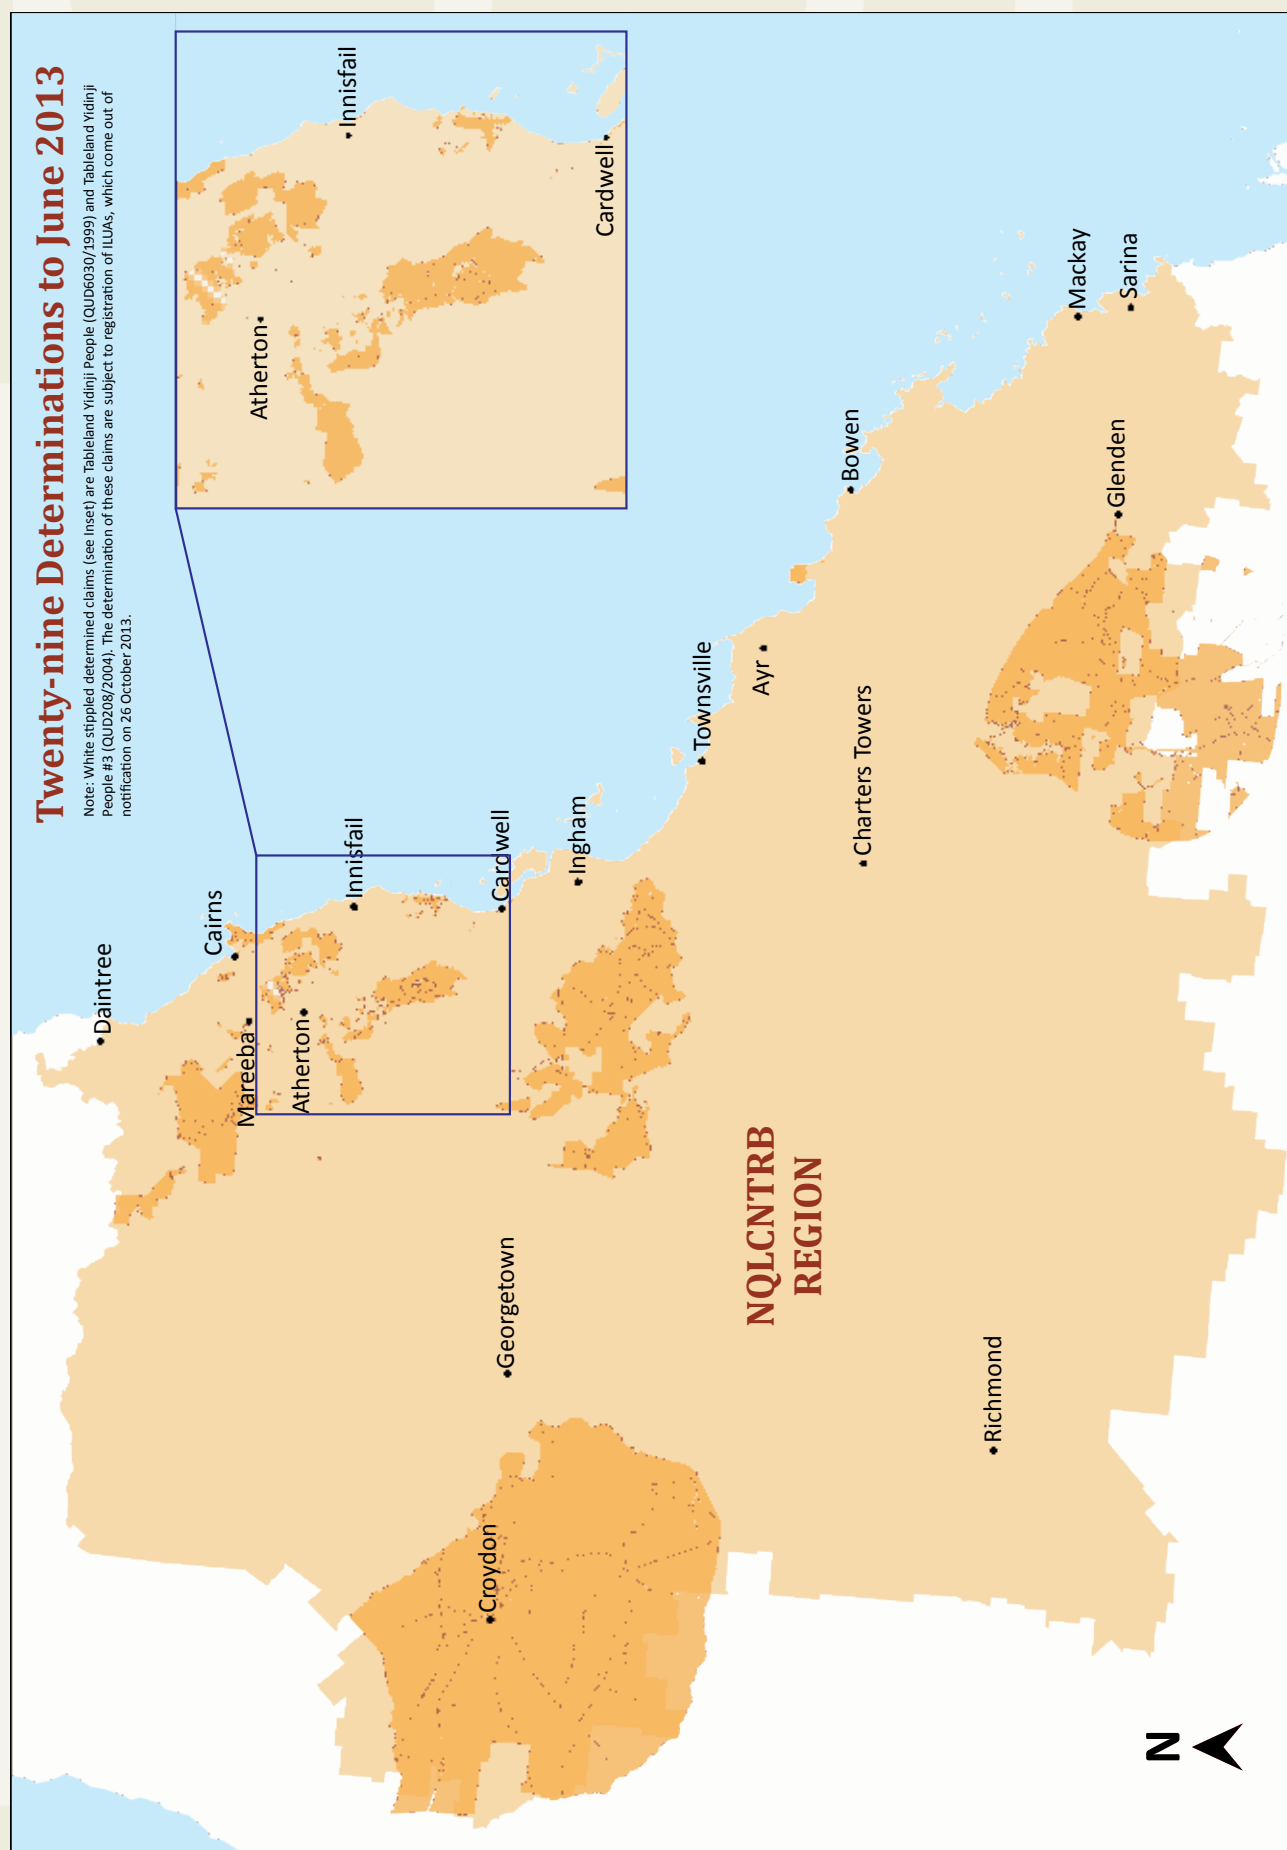 Twenty-nine Determinations to June 2013
Note: White stippled determined claims (see Inset) are Tableland Yidinji People (QUD6030/1999) and Tableland Yidinji
People #3 (QUD208/2004). The determination of these claims are subject to registration of ILUAs, which come out of
notification on 26 October 2013.
Innisfail
Atherton
Cardwell
Daintree
Cairns
Mareeba
Atherton
Innisfail
Cardwell
Ingham
Georgetown
Croydon
Townsville
Ayr
Bowen
Charters Towers
NQLCNTRB
REGION
Richmond
Mackay
Sarina
Glenden
N